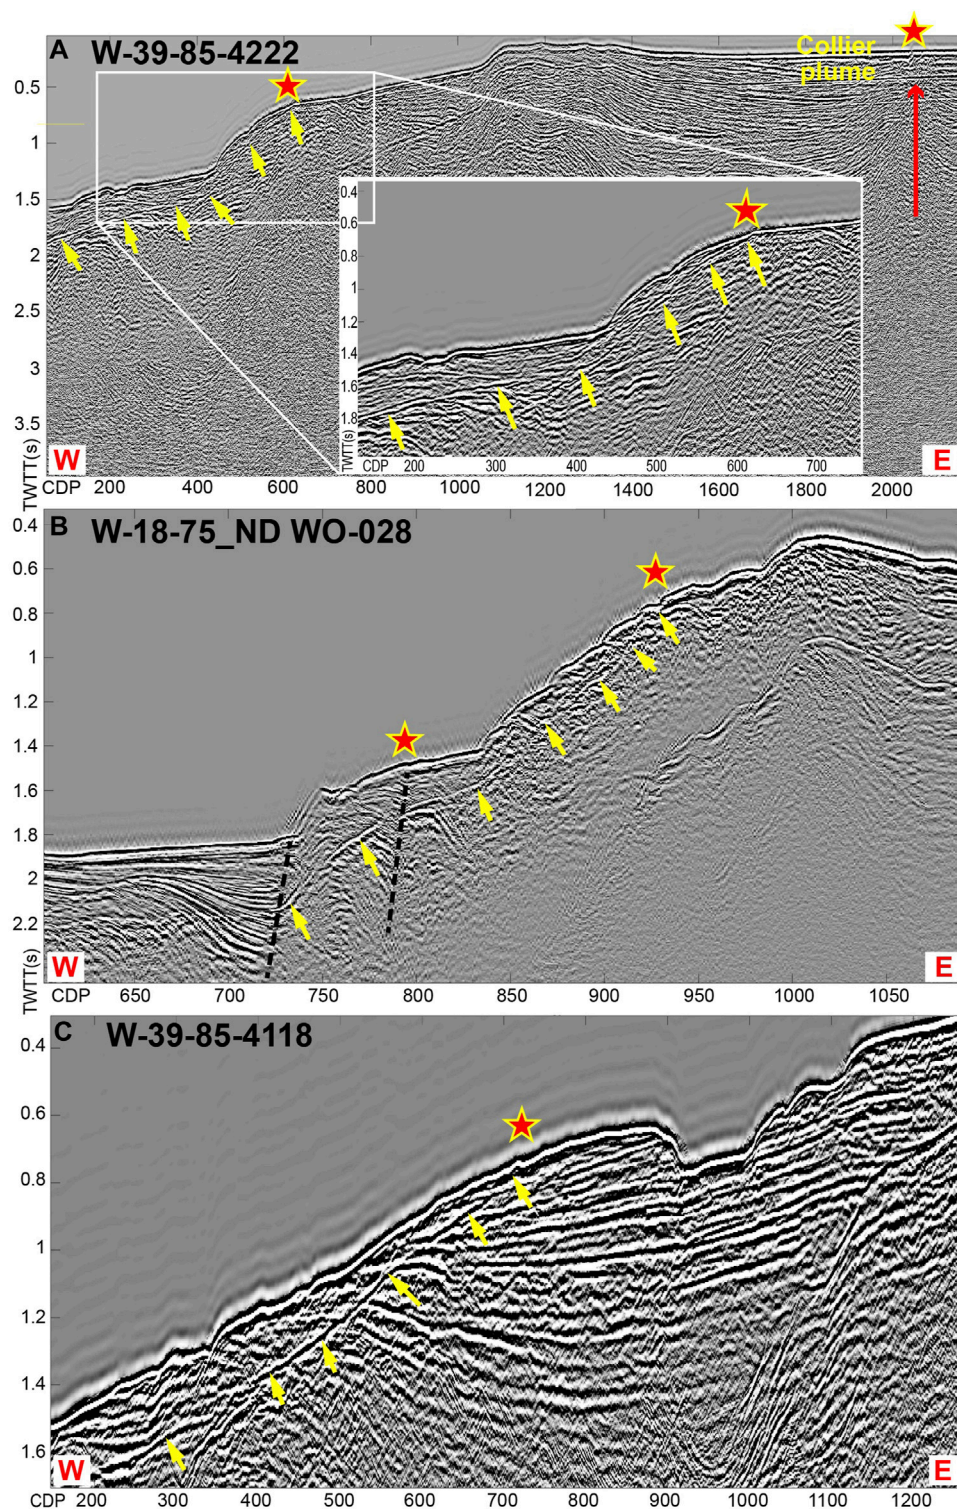 A W-39-85-4222
Collier
plume
0.5
1
1.5
2
2.5
3
3.5
TWTT(s)
W
E
CDP 200 400 600 800 1000 1200 1400 1600 1800 2000
0.4
0.6
0.8
1
1.2
1.4
1.6
1.8
TWTT(s)
CDP 200 300 400 500 600 700
B W-18-75_ND WO-028
0.4
0.6
0.8
1
1.2
1.4
1.6
1.8
2
2.2
TWTT(s)
W
E
CDP 650 700 750 800 850 900 950 1000 1050
C W-39-85-4118
0.4
0.6
0.8
1
1.2
1.4
1.6
W
E
CDP 200 300 400 500 600 700 800 900 1000 1100 1200